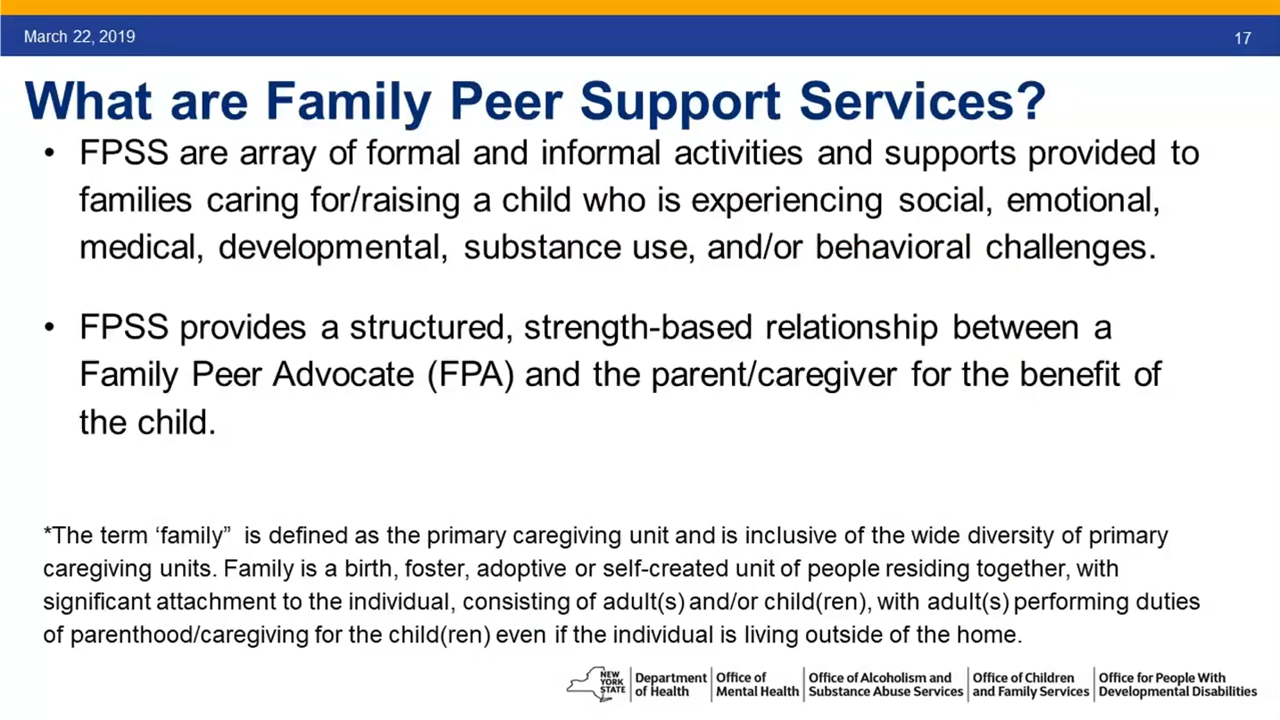 March 22, 2019
17
What are Family Peer Support Services?
• FPSS are array of formal and informal activities and supports provided to
families caring for/raising a child who is experiencing social, emotional,
medical, developmental, substance use, and/or behavioral challenges.
• FPSS provides a structured, strength-based relationship between a
Family Peer Advocate (FPA) and the parent/caregiver for the benefit of
the child.
*The term ‘family” is defined as the primary caregiving unit and is inclusive of the wide diversity of primary
caregiving units. Family is a birth, foster, adoptive or self-created unit of people residing together, with
significant attachment to the individual, consisting of adult(s) and/or child(ren), with adult(s) performing duties
of parenthood/caregiving for the child(ren) even if the individual is living outside of the home.
NEW
YORK
STATE
Department
of Health
Office of
Mental Health
Office of Alcoholism and
Substance Abuse Services
Office of Children
and Family Services
Office for People With
Developmental Disabilities